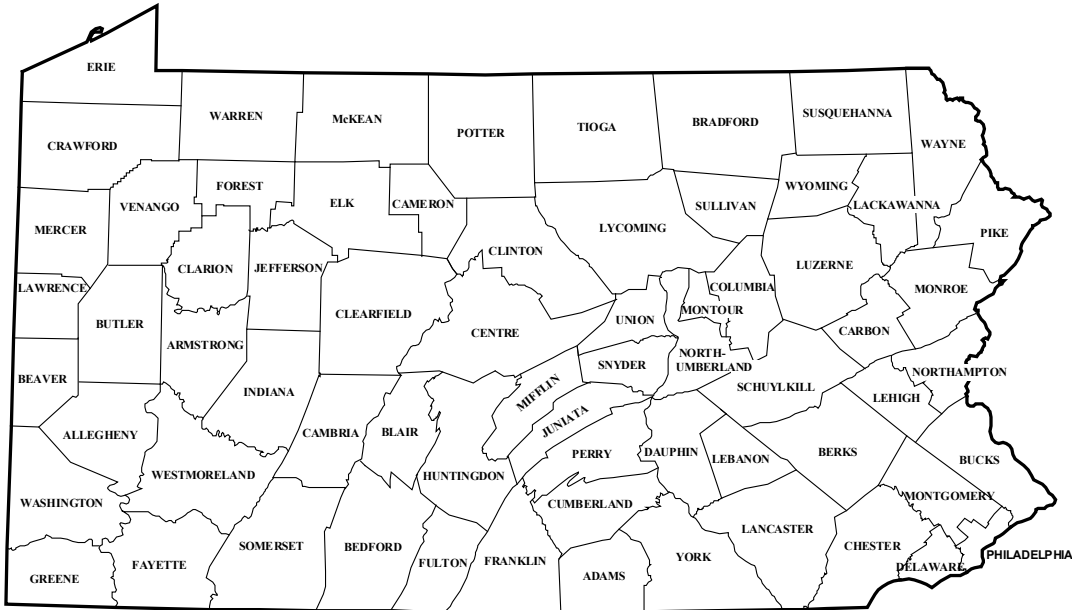 ERIE
WARREN
McKEAN
POTTER
TIOGA
BRADFORD
SUSQUEHANNA
WAYNE
CRAWFORD
FOREST
ELK
CAMERON
WYOMING
LACKAWANNA
VENANGO
SULLIVAN
MERCER
LYCOMING
PIKE
CLINTON
CLARION
JEFFERSON
LUZERNE
LAWRENCE
COLUMBIA
MONROE
BUTLER
CLEARFIELD
MONTOUR
UNION
CENTRE
CARBON
ARMSTRONG
NORTH-
UMBERLAND
SNYDER
BEAVER
NORTHAMPTON
INDIANA
MIFFLIN
SCHUYLKILL
LEHIGH
JUNIATA
ALLEGHENY
CAMBRIA
BLAIR
PERRY
DAUPHIN
LEBANON
BERKS
BUCKS
WESTMORELAND
HUNTINGDON
WASHINGTON
CUMBERLAND
MONTGOMERY
LANCASTER
SOMERSET
BEDFORD
FULTON
FRANKLIN
YORK
CHESTER
PHILADELPHIA
FAYETTE
DELAWARE
GREENE
ADAMS